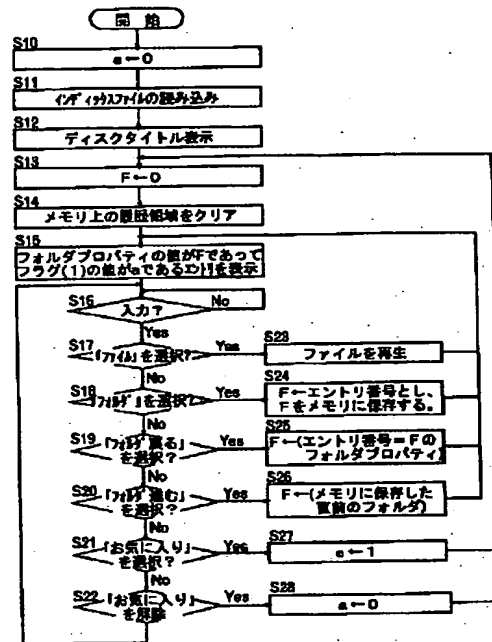 開 始
S10
a←0
S11
インデックスファイルの読み込み
S12
ディスクタイトル表示
S13
F←0
S14
メモリ上の履歴領域をクリア
S15
フォルダプロパティの値がFであって
フラグ(1)の値がaであるエントリを表示
S16
入力?
No
Yes
S17
「ファイル」を選択?
Yes
S23
ファイルを再生
No
S18
「フォルダ」を選択?
Yes
S24
F←エントリ番号とし、
Fをメモリに保存する。
No
S19
「フォルダ 戻る」
を選択?
Yes
S25
F←(エントリ番号=Fの
フォルダプロパティ)
No
S20
「フォルダ 進む」
を選択?
Yes
S26
F←(メモリに保存した
直前のフォルダ)
No
S21
「お気に入り」
を選択?
Yes
S27
a←1
No
S22
「お気に入り」
を解除
Yes
S28
a←0